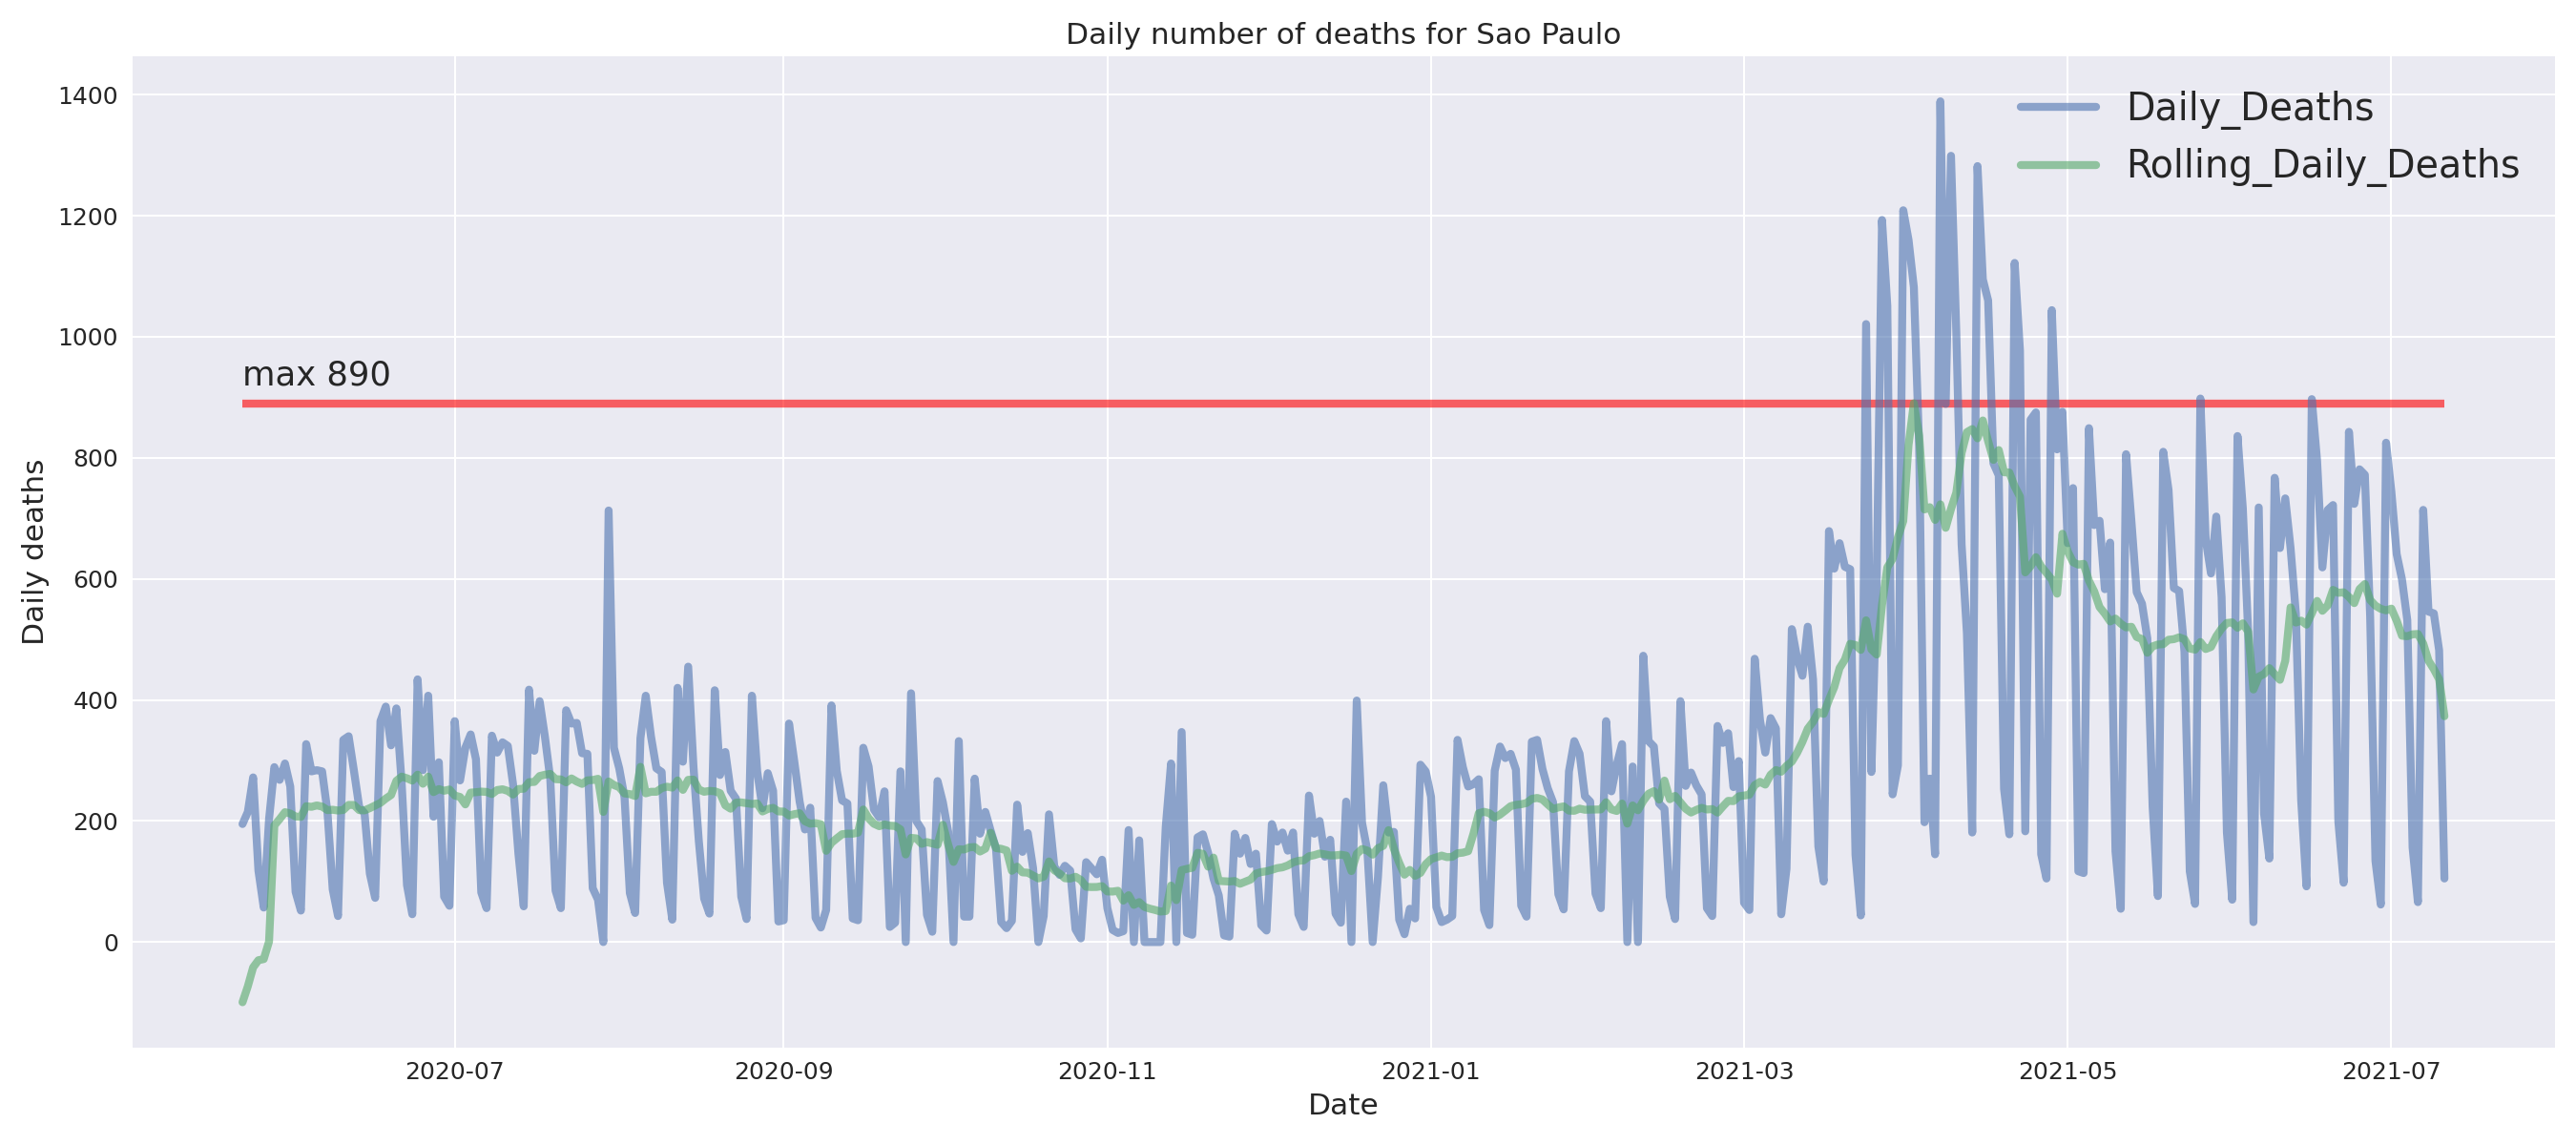 Daily number of deaths for Sao Paulo
1400
1200
1000
800
600
400
200
0
Daily deaths
max 890
Daily_Deaths
Rolling_Daily_Deaths
2020-07
2020-09
2020-11
2021-01
2021-03
2021-05
2021-07
Date